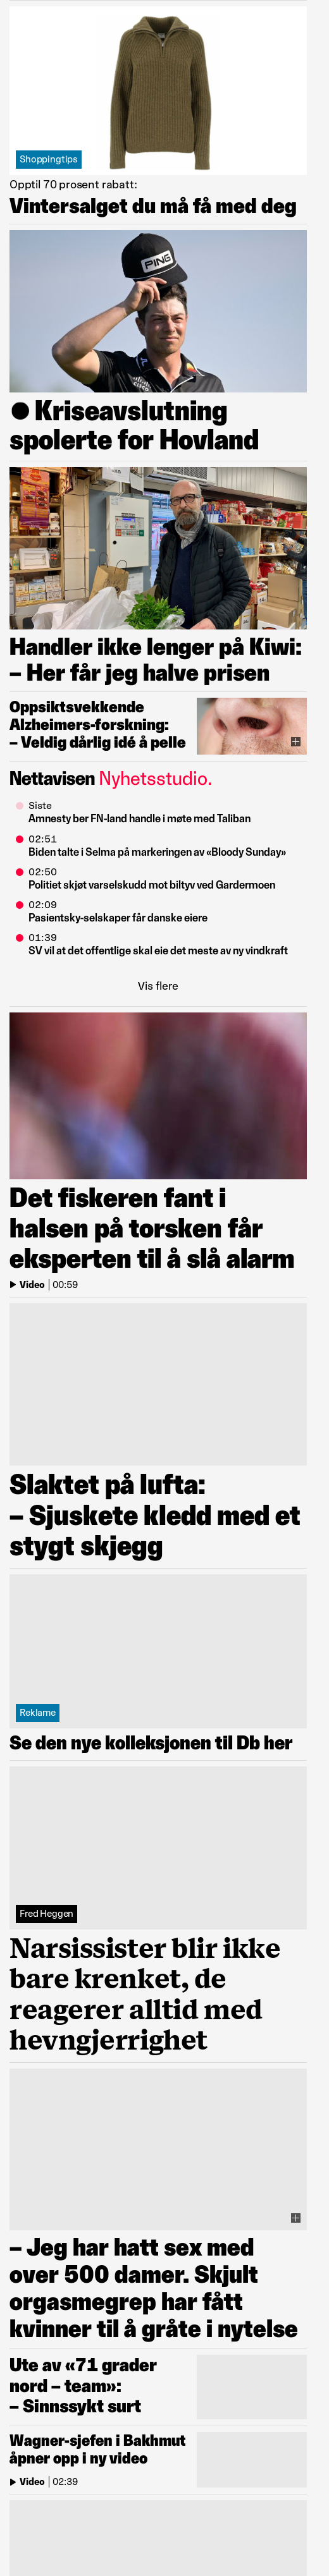 Shoppingtips
Opptil 70 prosent rabatt:
Vintersalget du må få med deg
PING
● Kriseavslutning
spolerte for Hovland
Handler ikke lenger på Kiwi:
– Her får jeg halve prisen
Oppsiktsvekkende
Alzheimers-forskning:
– Veldig dårlig idé å pelle
Nettavisen Nyhetsstudio.
Siste
Amnesty ber FN-land handle i møte med Taliban
02:51
Biden talte i Selma på markeringen av «Bloody Sunday»
02:50
Politiet skjøt varselskudd mot biltyv ved Gardermoen
02:09
Pasientsky-selskaper får danske eiere
01:39
SV vil at det offentlige skal eie det meste av ny vindkraft
Vis flere
Det fiskeren fant i
halsen på torsken får
eksperten til å slå alarm
Video | 00:59
Slaktet på lufta:
– Sjuskete kledd med et
stygt skjegg
Reklame
Se den nye kolleksjonen til Db her
Fred Heggen
Narsissister blir ikke
bare krenket, de
reagerer alltid med
hevngjerrighet
– Jeg har hatt sex med
over 500 damer. Skjult
orgasmegrep har fått
kvinner til å gråte i nytelse
Ute av «71 grader
nord – team»:
– Sinnssykt surt
Wagner-sjefen i Bakhmut
åpner opp i ny video
Video | 02:39